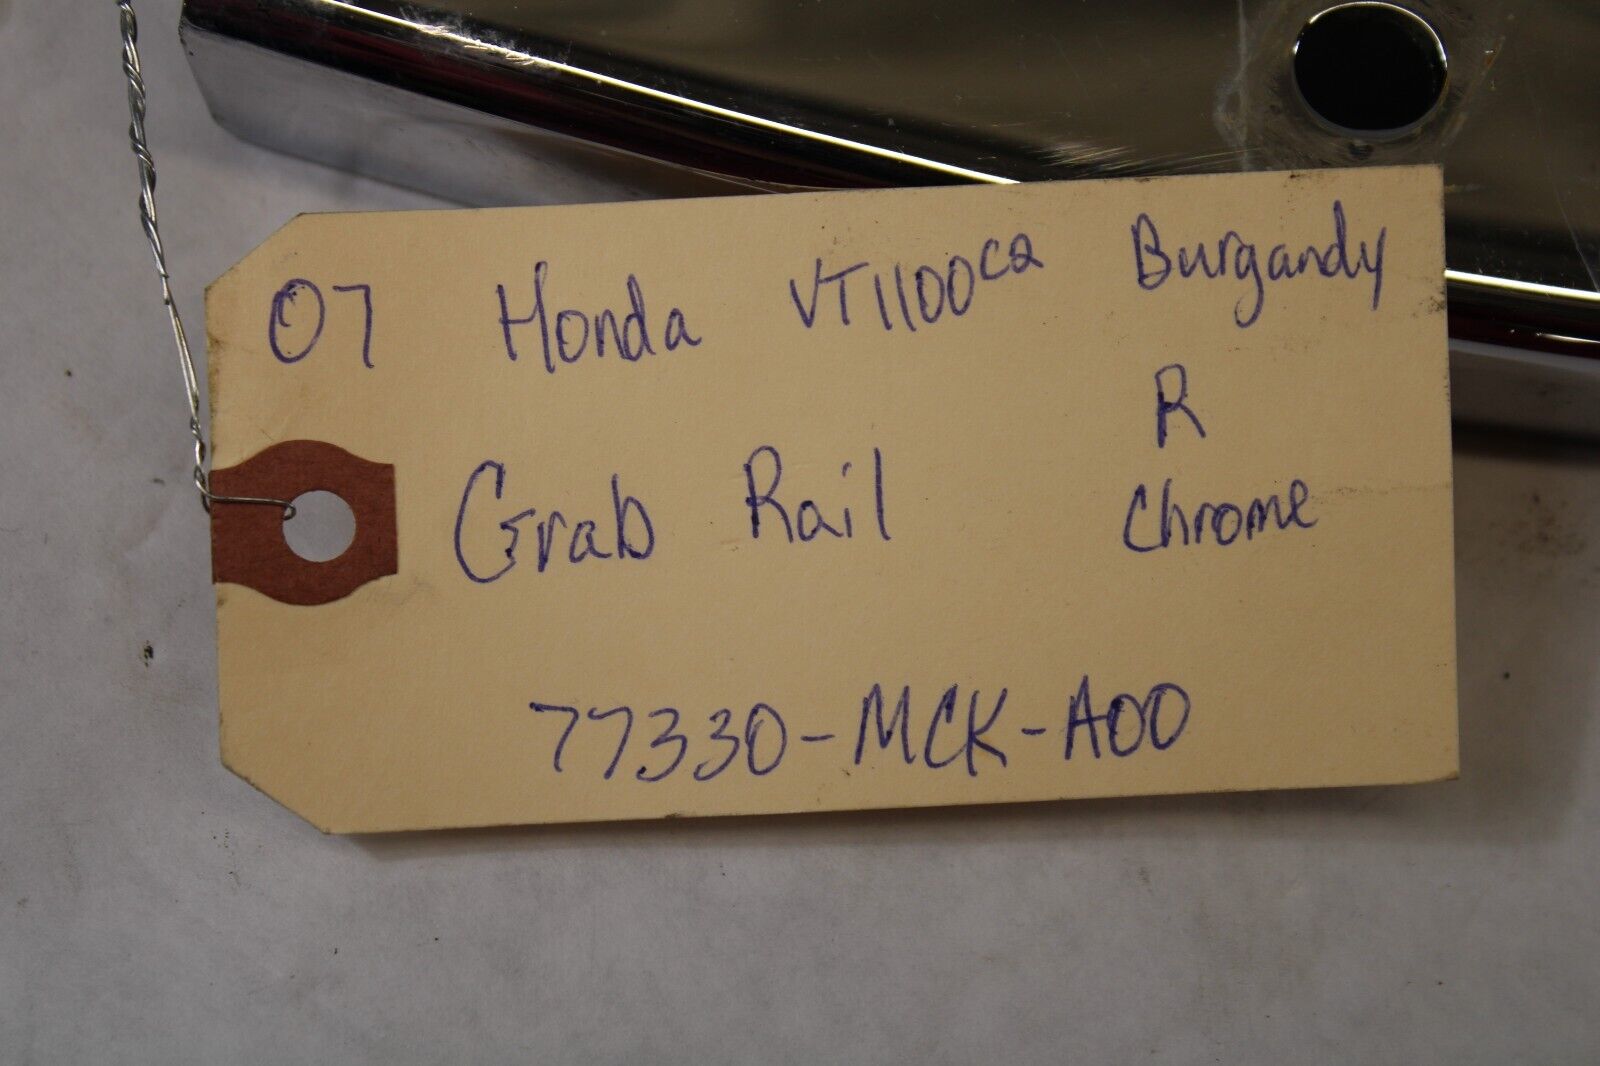 07 Honda VT1100C2 Burgandy
R
Grab Rail Chrome
77330-MCK-A00